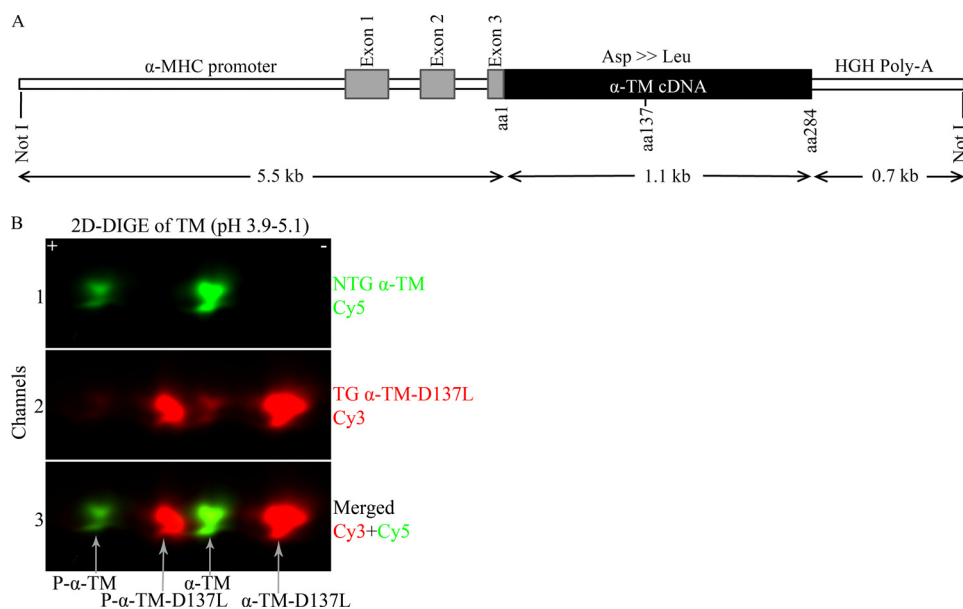 A
Exon 1
Exon 2
Exon 3
α-MHC promoter
Asp >> Leu
HGH Poly-A
α-TM cDNA
Not I
aa1
aa137
aa284
Not I
5.5 kb
1.1 kb
0.7 kb
B
2D-DIGE of TM (pH 3.9-5.1)
+
-
Channels
1
NTG α-TM
Cy5
2
TG α-TM-D137L
Cy3
3
Merged
Cy3+Cy5
P-α-TM
α-TM
P-α-TM-D137L
α-TM-D137L